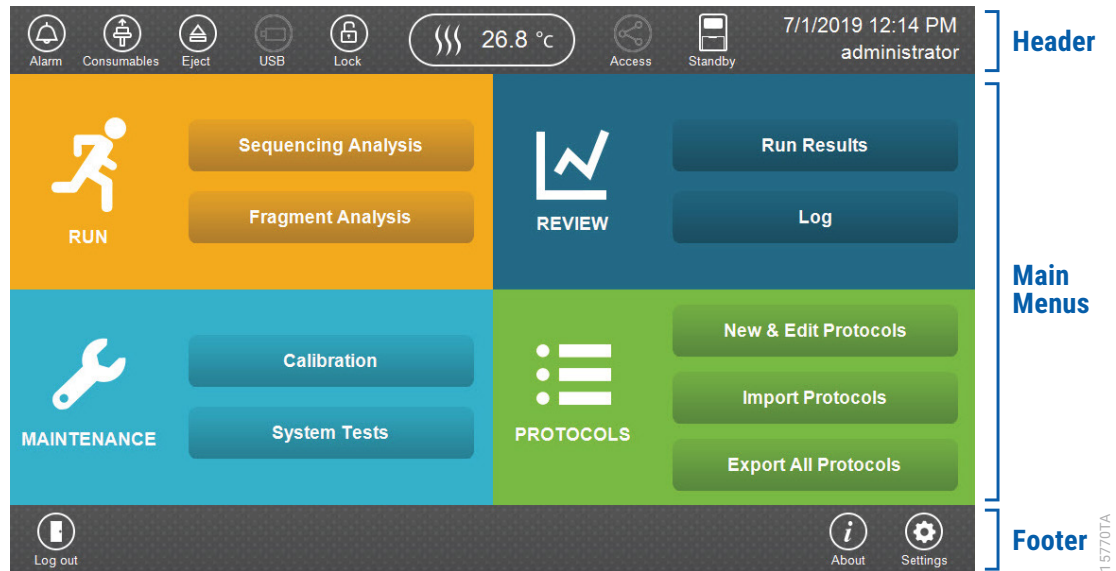 Alarm
Consumables
Eject
USB
Lock
26.8 °c
Access
Standby
7/1/2019 12:14 PM
administrator
Header
RUN
Sequencing Analysis
Fragment Analysis
REVIEW
Run Results
Log
Main
Menus
MAINTENANCE
Calibration
System Tests
PROTOCOLS
New & Edit Protocols
Import Protocols
Export All Protocols
Log out
i
About
Settings
Footer
15770TA